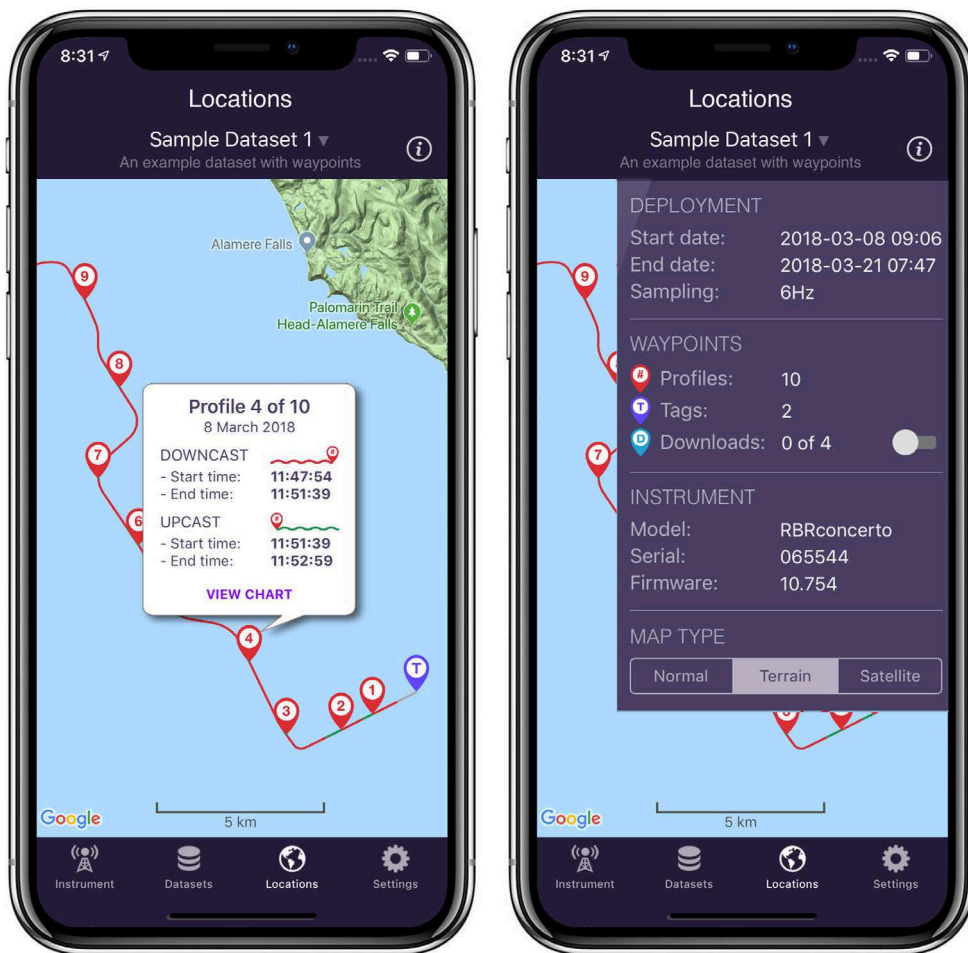 8:31
Locations
Sample Dataset 1 ▾
An example dataset with waypoints
Alamere Falls
Palomarin Trail
Head-Alamere Falls
9
8
7
6
Profile 4 of 10
8 March 2018
DOWNCAST
#
- Start time: 11:47:54
- End time: 11:51:39
UPCAST
#
- Start time: 11:51:39
- End time: 11:52:59
VIEW CHART
4
T
1
2
3
Google
5 km
Instrument
Datasets
Locations
Settings
8:31
Locations
Sample Dataset 1 ▾
An example dataset with waypoints
DEPLOYMENT
Start date: 2018-03-08 09:06
End date: 2018-03-21 07:47
Sampling: 6Hz
9
WAYPOINTS
# Profiles: 10
T Tags: 2
D Downloads: 0 of 4
7
INSTRUMENT
Model: RBRconcerto
Serial: 065544
Firmware: 10.754
MAP TYPE
Normal Terrain Satellite
Google
5 km
Instrument
Datasets
Locations
Settings